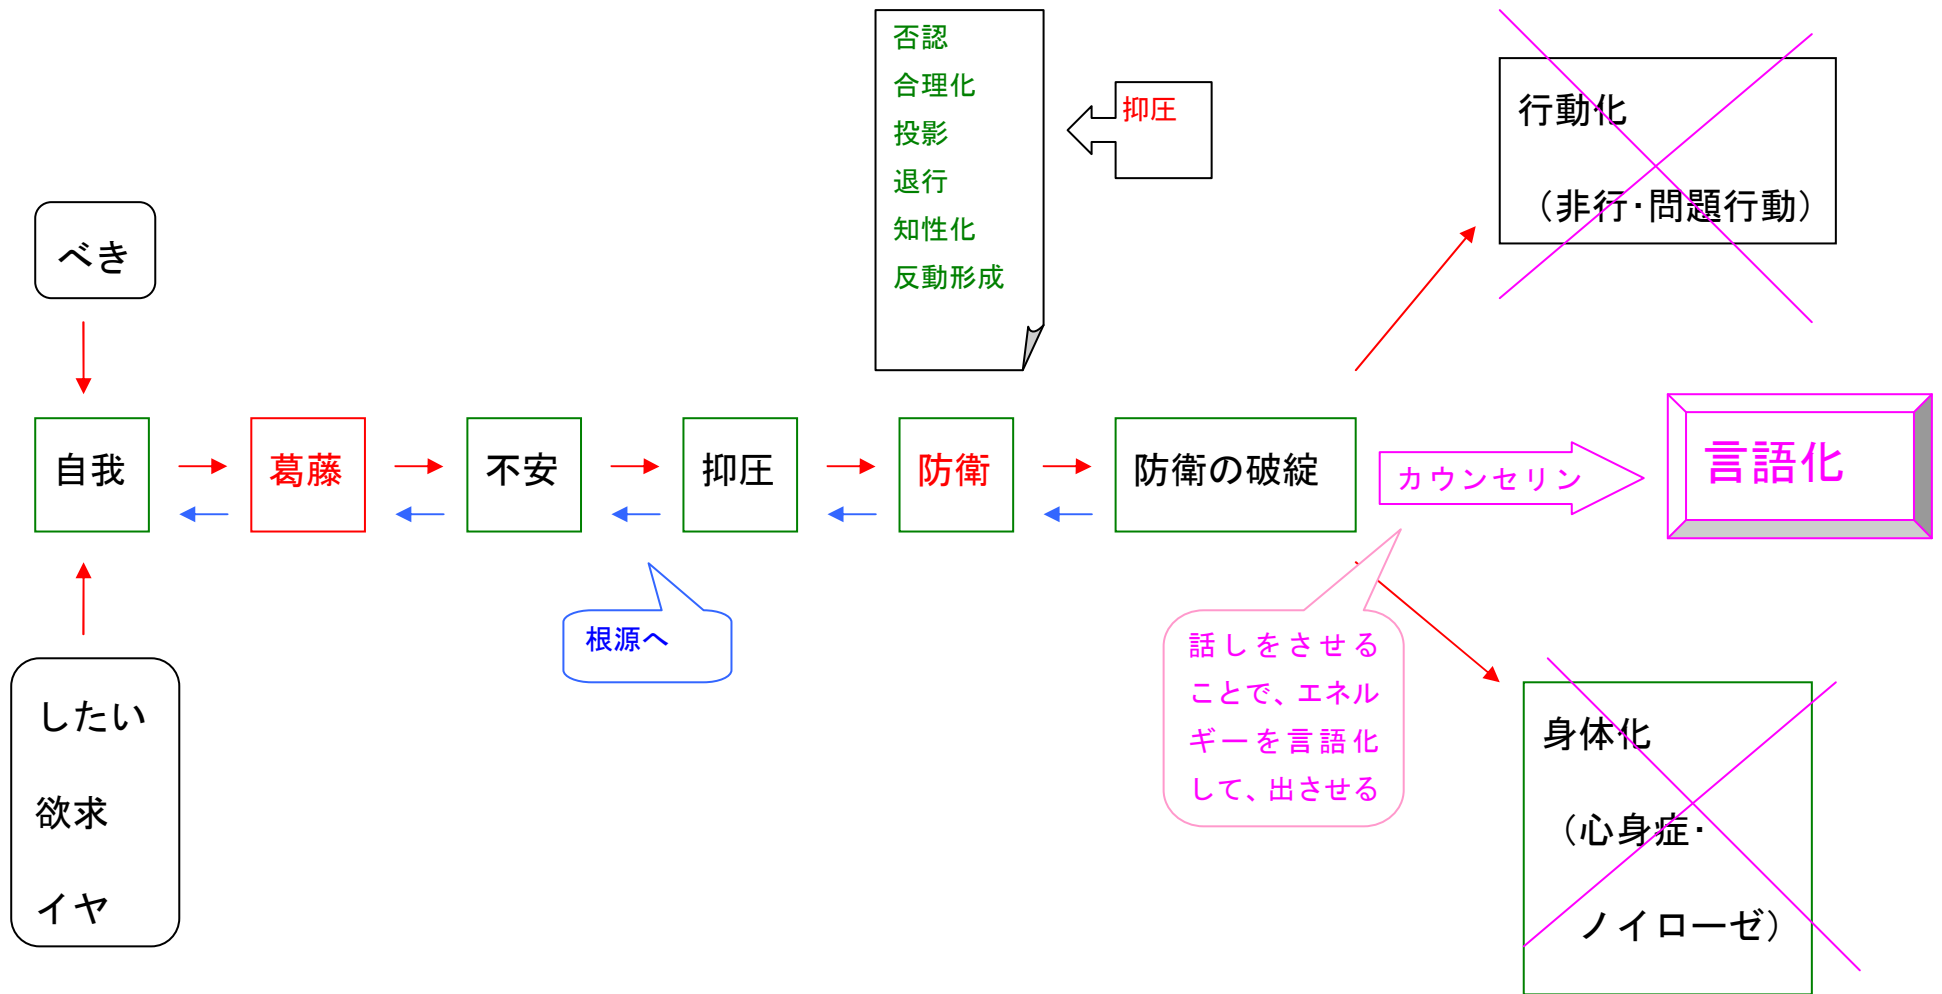 否認
合理化
投影
退行
知性化
反動形成
抑圧
行動化
（非行・問題行動）
べき
自我
葛藤
不安
抑圧
防衛
防衛の破綻
カウンセリン
言語化
根源へ
話しをさせる
ことで、エネル
ギーを言語化
して、出させる
したい
欲求
イヤ
身体化
（心身症・
ノイローゼ）